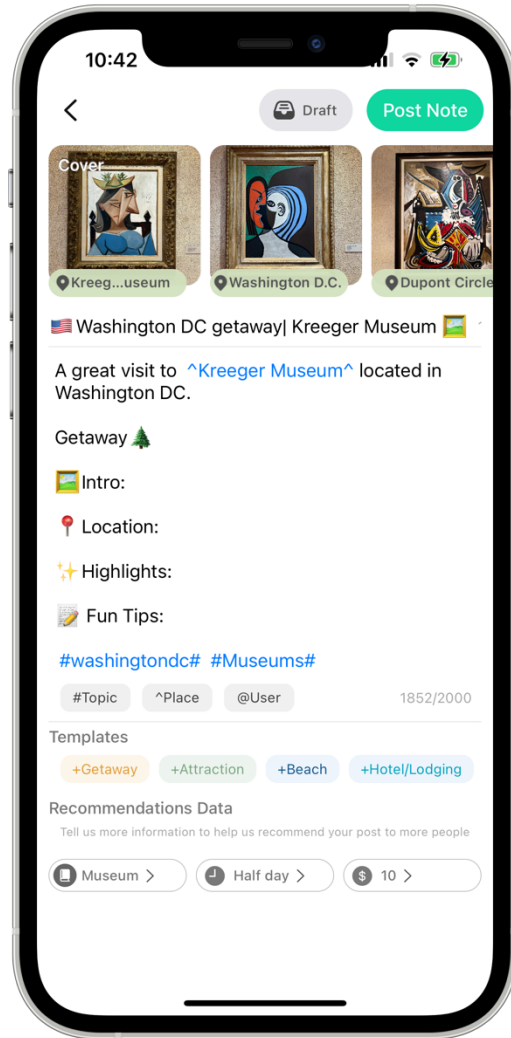 10:42
Draft
Post Note
Cover
Kreeg...useum
Washington D.C.
Dupont Circle
Washington DC getaway| Kreeger Museum
A great visit to ^Kreeger Museum^ located in
Washington DC.
Getaway
Intro:
Location:
Highlights:
Fun Tips:
#washingtondc# #Museums#
#Topic ^Place @User 1852/2000
Templates
+Getaway +Attraction +Beach +Hotel/Lodging
Recommendations Data
Tell us more information to help us recommend your post to more people
Museum >
Half day >
$ 10 >